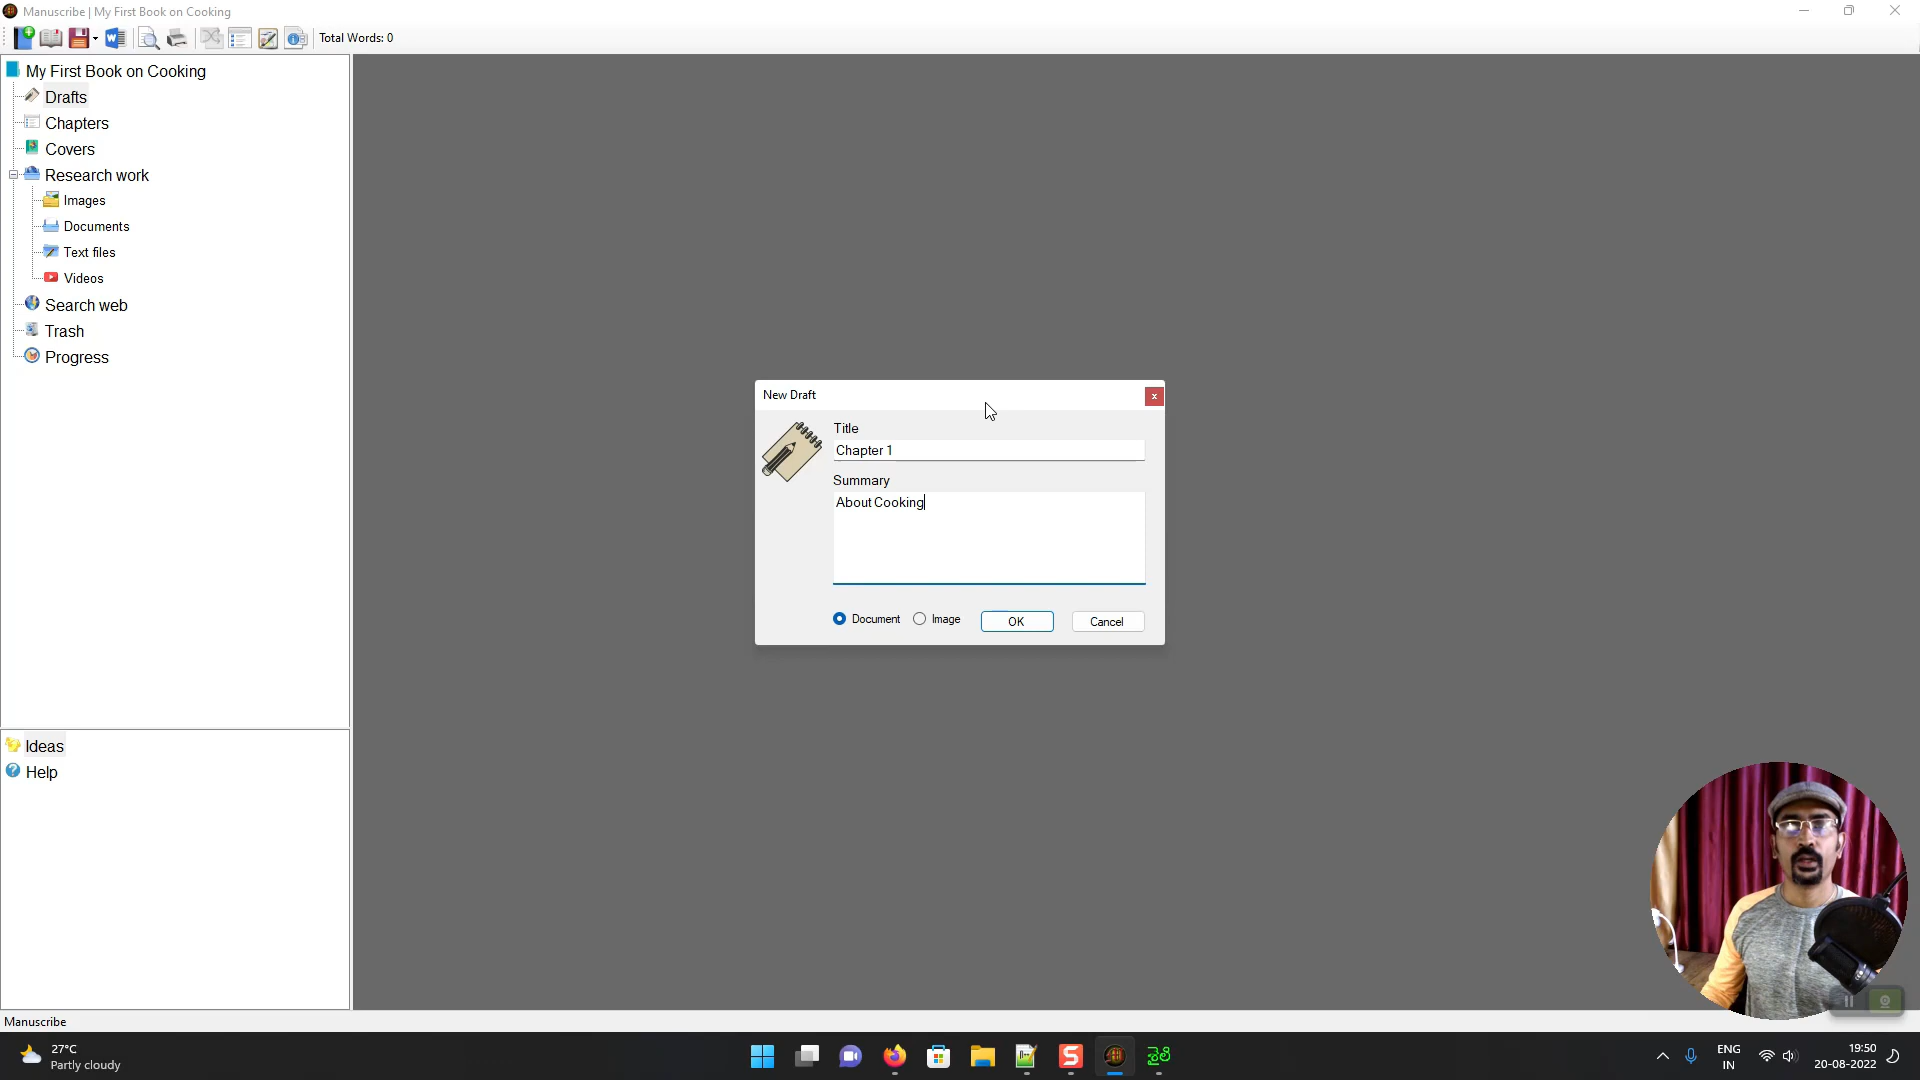 Manuscribe | My First Book on Cooking
Total Words: 0
My First Book on Cooking
Drafts
Chapters
Covers
Research work
Images
Documents
Text files
Videos
Search web
Trash
Progress
New Draft
x
Title
Chapter 1
Summary
About Cooking
Document
Image
OK
Cancel
Ideas
Help
Manuscribe
27°C
Partly cloudy
S
శైలి
ENG
IN
19:50
20-08-2022